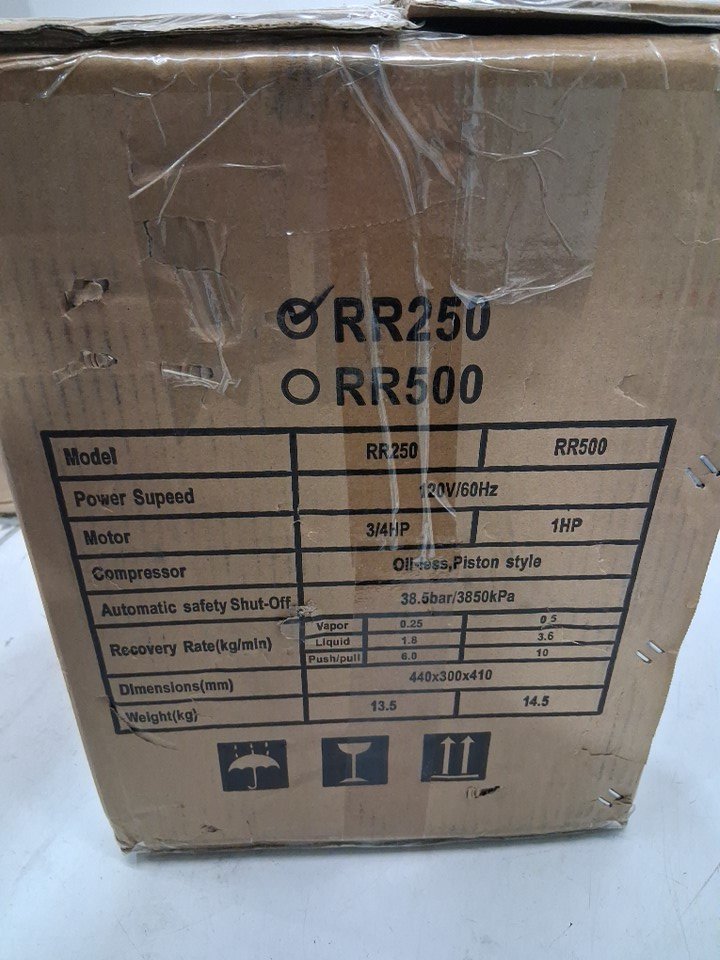 RR250
RR500
Model RR250 RR500
Power Supeed 120V/60Hz
Motor 3/4HP 1HP
Compressor Oil-less,Piston style
Automatic safety Shut-Off 38.5bar/3850kPa
Recovery Rate(kg/min) Vapor 0.25 0.5
Liquid 1.8 3.6
Push/pull 6.0 10
Dimensions(mm) 440x300x410
Weight(kg) 13.5 14.5